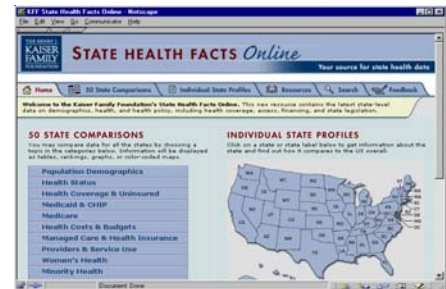 KFF State Health Facts Online - Netscape
File Edit View Go Communicator Help
THE HENRY J.
KAISER
FAMILY
FOUNDATION
STATE HEALTH FACTS Online
Your source for state health data
Home
50 State Comparisons
Individual State Profiles
Resources
Search
Feedback
Welcome to the Kaiser Family Foundation's State Health Facts Online. This new resource contains the latest state-level
data on demographics, health, and health policy, including health coverage, access, financing, and state legislation.
50 STATE COMPARISONS
You may compare data for all the states by choosing a
topic in the categories below. Information will be displayed
as tables, rankings, graphs, or color-coded maps.
Population Demographics
Health Status
Health Coverage & Uninsured
Medicaid & CHIP
Medicare
Health Costs & Budgets
Managed Care & Health Insurance
Providers & Service Use
Women's Health
Minority Health
INDIVIDUAL STATE PROFILES
Click on a state or state label below to get information about the
state and find out how it compares to the US overall.
Document Done